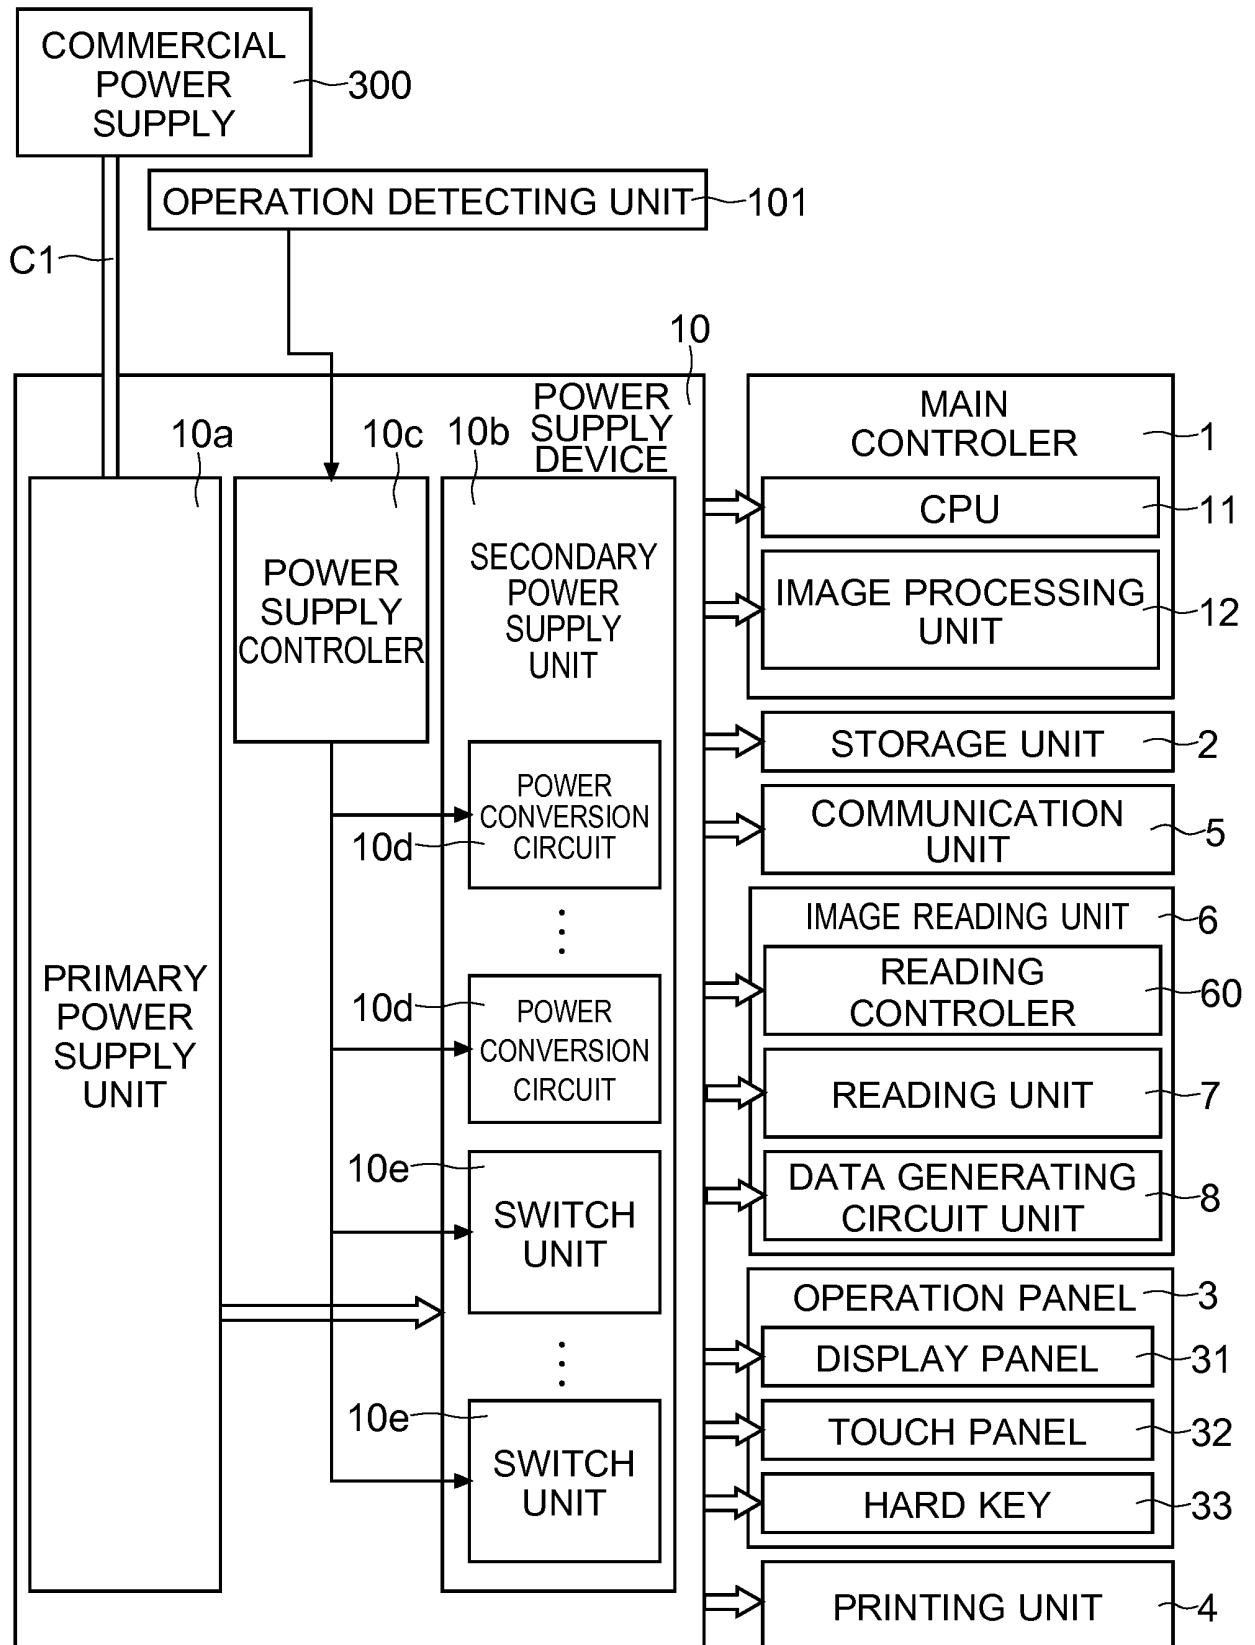 COMMERCIAL
POWER
SUPPLY
300
OPERATION DETECTING UNIT
101
C1
10
POWER
SUPPLY
DEVICE
10a
10c
10b
PRIMARY
POWER
SUPPLY
UNIT
POWER
SUPPLY
CONTROLER
SECONDARY
POWER
SUPPLY
UNIT
POWER
CONVERSION
CIRCUIT
10d
10d
POWER
CONVERSION
CIRCUIT
10e
SWITCH
UNIT
10e
SWITCH
UNIT
MAIN
CONTROLER
1
CPU
11
IMAGE PROCESSING
UNIT
12
STORAGE UNIT
2
COMMUNICATION
UNIT
5
IMAGE READING UNIT
6
READING
CONTROLER
60
READING UNIT
7
DATA GENERATING
CIRCUIT UNIT
8
OPERATION PANEL
3
DISPLAY PANEL
31
TOUCH PANEL
32
HARD KEY
33
PRINTING UNIT
4